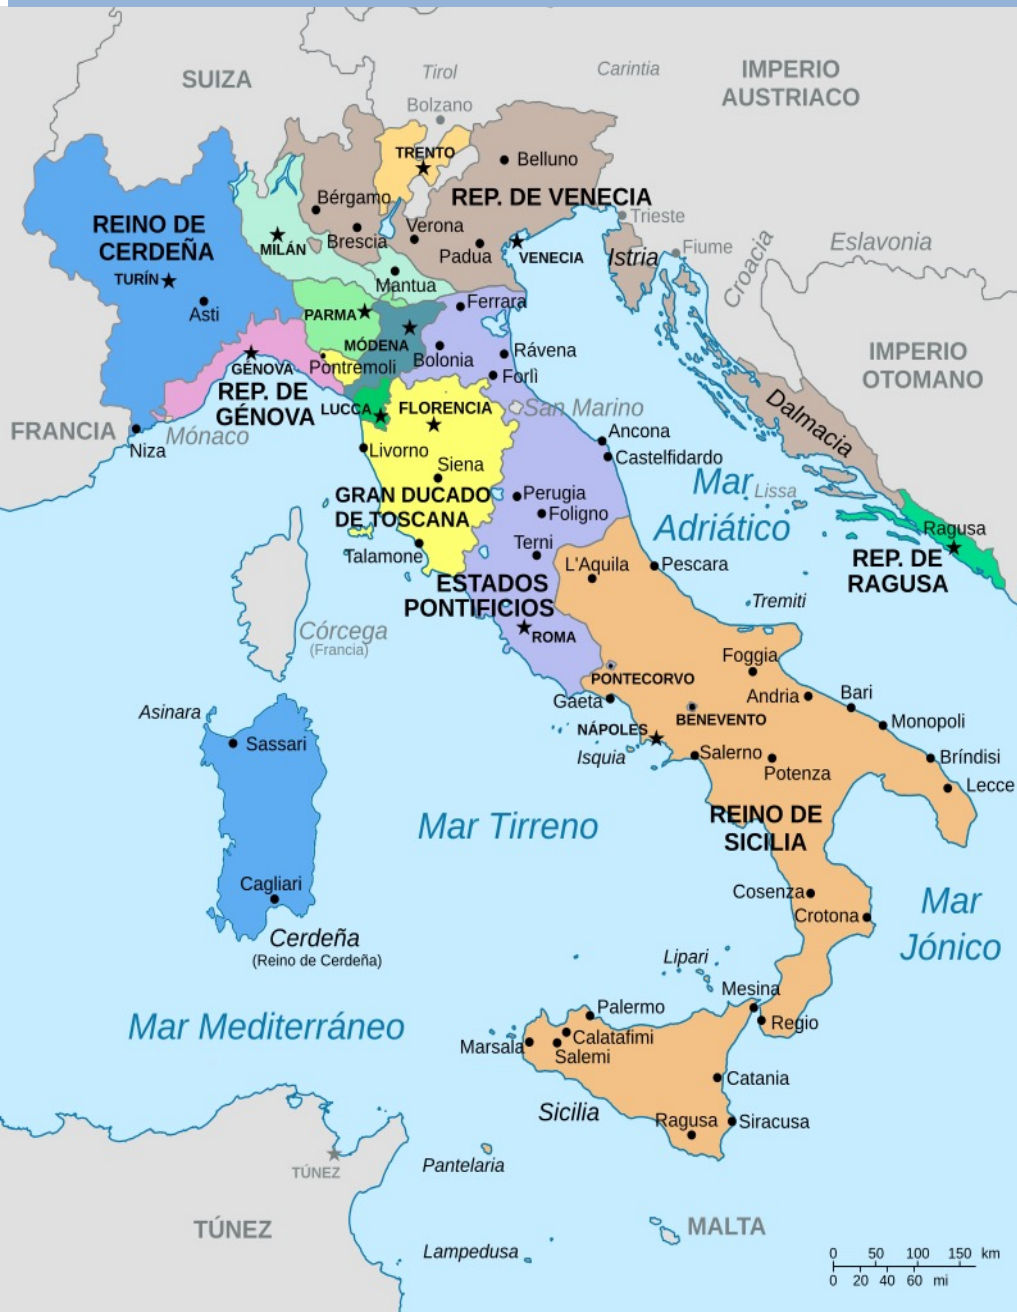 SUIZA
Tirol
Carintia
IMPERIO
AUSTRIACO
Bolzano
TRENTO
Belluno
Bérgamo
REP. DE VENECIA
Trieste
REINO DE
CERDEÑA
Verona
Brescia
Padua
VENECIA
Istria
Fiume
Croacia
Eslavonia
MILÁN
TURÍN
Mantua
Asti
PARMA
Ferrara
MÓDENA
Bolonia
Rávena
GÉNOVA
Pontremoli
Forlì
IMPERIO
OTOMANO
REP. DE
GÉNOVA
LUCCA
FLORENCIA
San Marino
Dalmacia
FRANCIA
Mónaco
Niza
Livorno
Ancona
Castelfidardo
Siena
Mar
Adriático
Lissa
GRAN DUCADO
DE TOSCANA
Perugia
Foligno
Ragusa
Talamone
Terni
L'Aquila
Pescara
REP. DE
RAGUSA
ESTADOS
PONTIFICIOS
Tremiti
ROMA
Córcega
(Francia)
Foggia
PONTECORVO
Gaeta
Andria
Bari
Asinara
BENEVENTO
Monopoli
NÁPOLES
Sassari
Isquia
Salerno
Potenza
Bríndisi
Lecce
Mar Tirreno
REINO DE
SICILIA
Cagliari
Cosenza
Crotona
Mar
Jónico
Cerdeña
(Reino de Cerdeña)
Lipari
Mesina
Mar Mediterráneo
Palermo
Regio
Calatafimi
Marsala
Salemi
Catania
Sicilia
Ragusa
Siracusa
TÚNEZ
Pantelaria
TÚNEZ
MALTA
Lampedusa
0 50 100 150 km
0 20 40 60 mi